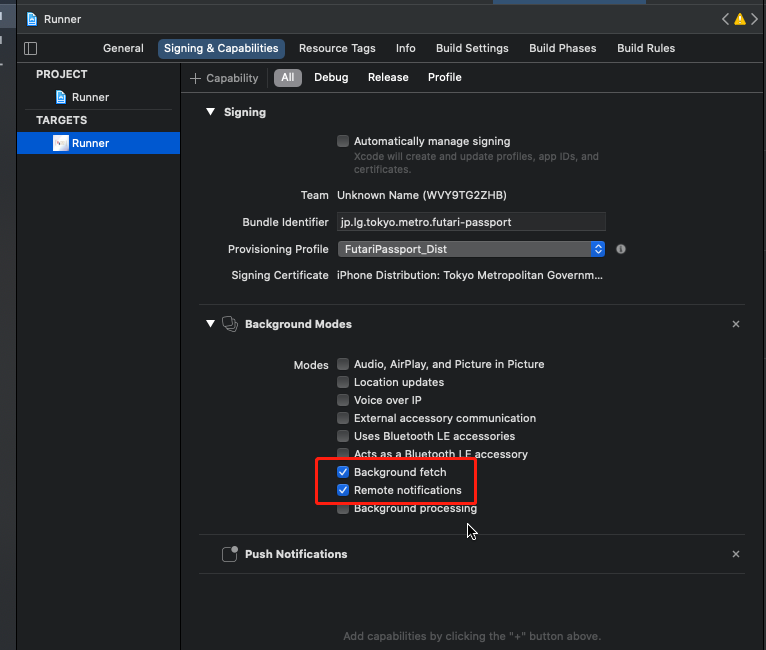 Runner
General Signing & Capabilities Resource Tags Info Build Settings Build Phases Build Rules
PROJECT
Runner
TARGETS
Runner
+ Capability All Debug Release Profile
Signing
Automatically manage signing
Xcode will create and update profiles, app IDs, and
certificates.
Team Unknown Name (WVY9TG2ZHB)
Bundle Identifier jp.lg.tokyo.metro.futari-passport
Provisioning Profile FutariPassport_Dist
Signing Certificate iPhone Distribution: Tokyo Metropolitan Governm...
Background Modes
Modes Audio, AirPlay, and Picture in Picture
Location updates
Voice over IP
External accessory communication
Uses Bluetooth LE accessories
Acts as a Bluetooth LE accessory
Background fetch
Remote notifications
Background processing
Push Notifications
Add capabilities by clicking the "+" button above.